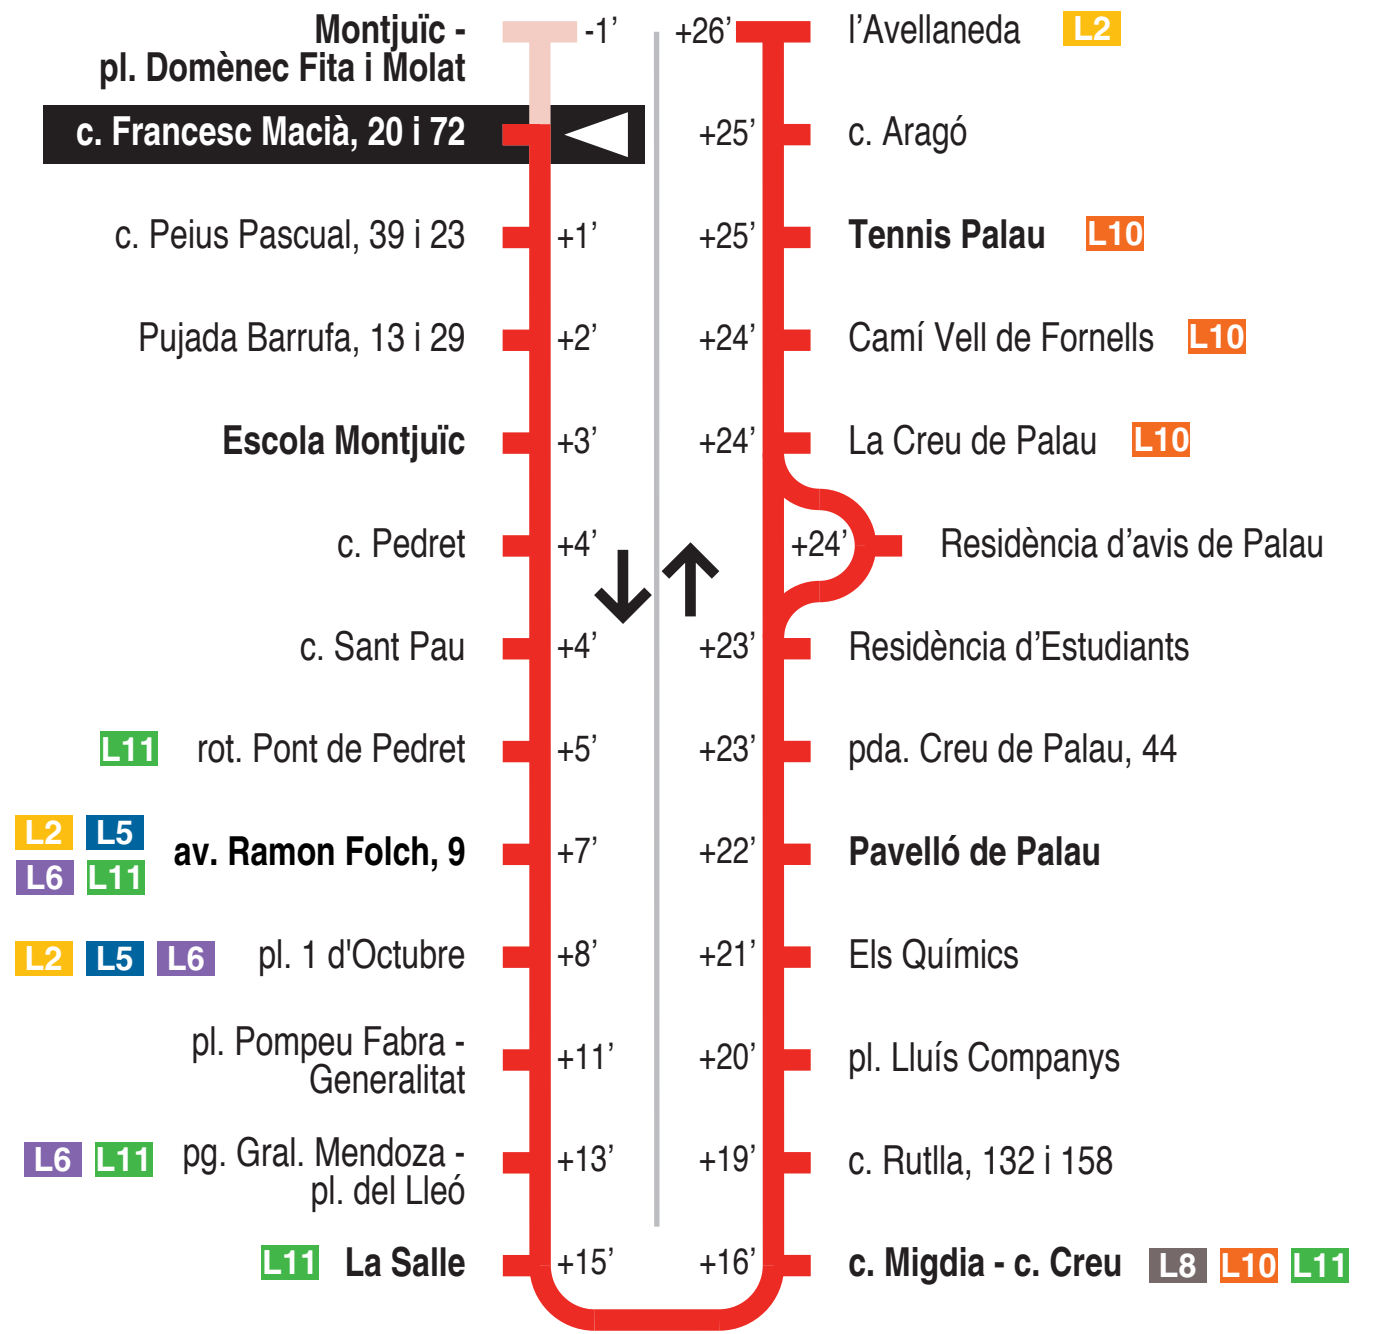 Montjuïc -
pl. Domènec Fita i Molat
-1’
c. Francesc Macià, 20 i 72
c. Peius Pascual, 39 i 23
+1’
Pujada Barrufa, 13 i 29
+2’
Escola Montjuïc
+3’
c. Pedret
+4’
c. Sant Pau
+4’
L11
rot. Pont de Pedret
+5’
L2 L5
L6 L11
av. Ramon Folch, 9
+7’
L2 L5 L6
pl. 1 d'Octubre
+8’
pl. Pompeu Fabra -
Generalitat
+11’
L6 L11
pg. Gral. Mendoza -
pl. del Lleó
+13’
L11
La Salle
+15’
+26’
l’Avellaneda
L2
+25’
c. Aragó
+25’
Tennis Palau
L10
+24’
Camí Vell de Fornells
L10
+24’
La Creu de Palau
L10
+24’
Residència d’avis de Palau
+23’
Residència d’Estudiants
+23’
pda. Creu de Palau, 44
+22’
Pavelló de Palau
+21’
Els Químics
+20’
pl. Lluís Companys
+19’
c. Rutlla, 132 i 158
+16’
c. Migdia - c. Creu
L8 L10 L11